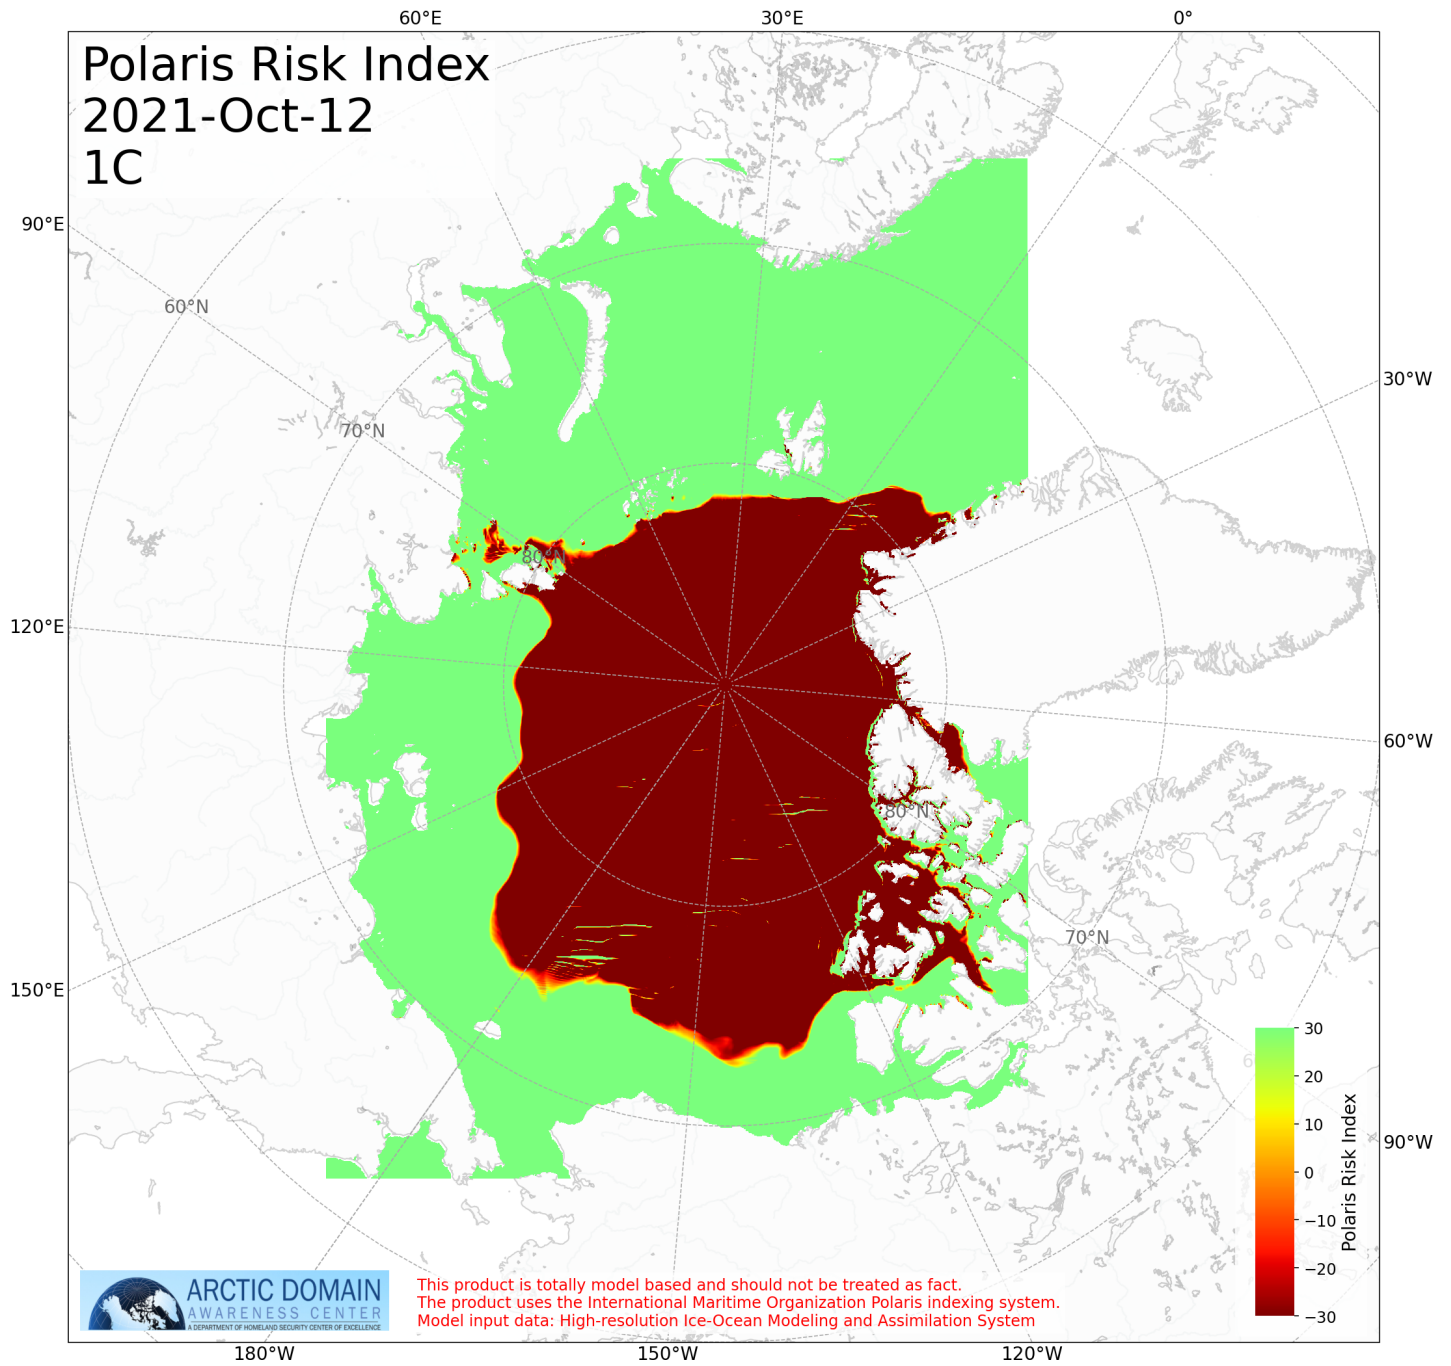 60°E
30°E
0°
Polaris Risk Index
2021-Oct-12
1C
90°E
60°N
30°W
70°N
80°N
120°E
60°W
80°N
70°N
150°E
30
20
10
0
−10
−20
−30
Polaris Risk Index
90°W
ARCTIC DOMAIN
AWARENESS CENTER
A DEPARTMENT OF HOMELAND SECURITY CENTER OF EXCELLENCE
This product is totally model based and should not be treated as fact.
The product uses the International Maritime Organization Polaris indexing system.
Model input data: High-resolution Ice-Ocean Modeling and Assimilation System
180°W
150°W
120°W